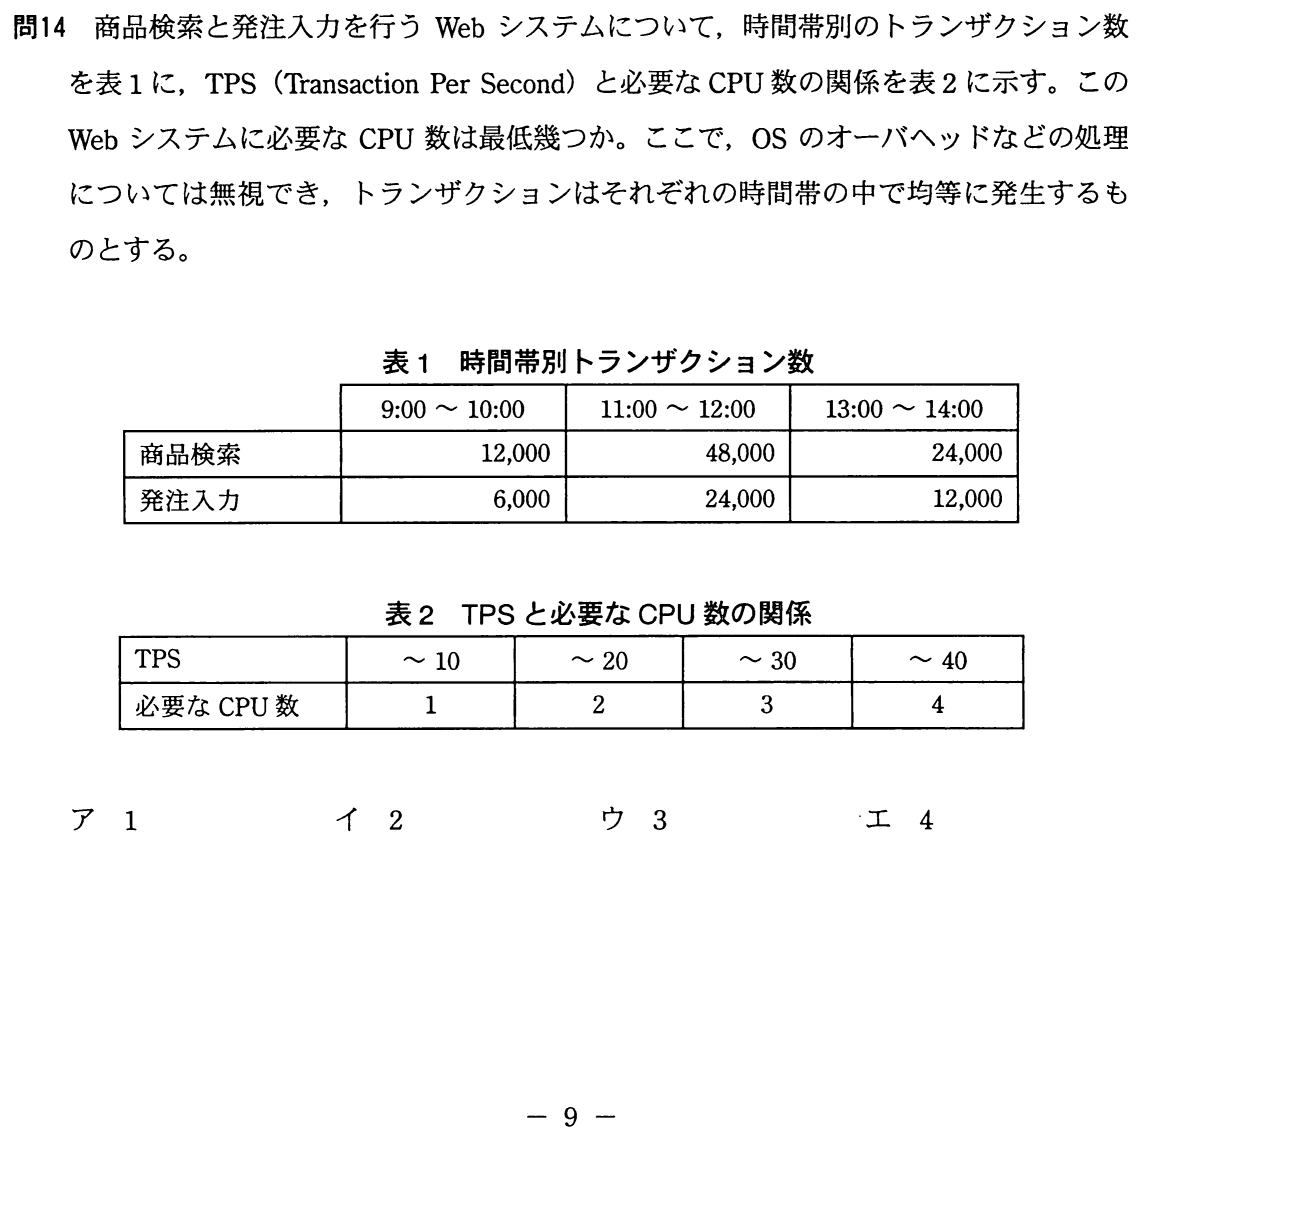 問14 商品検索と発注入力を行う Web システムについて，時間帯別のトランザクション数
を表1に，TPS（Transaction Per Second）と必要な CPU 数の関係を表2に示す。この
Web システムに必要な CPU 数は最低幾つか。ここで，OS のオーバヘッドなどの処理
については無視でき，トランザクションはそれぞれの時間帯の中で均等に発生するも
のとする。
表1 時間帯別トランザクション数
9:00 ～ 10:00 11:00 ～ 12:00 13:00 ～ 14:00
商品検索 12,000 48,000 24,000
発注入力 6,000 24,000 12,000
表2 TPS と必要な CPU 数の関係
TPS ～ 10 ～ 20 ～ 30 ～ 40
必要な CPU 数 1 2 3 4
ア 1 イ 2 ウ 3 エ 4
－ 9 －